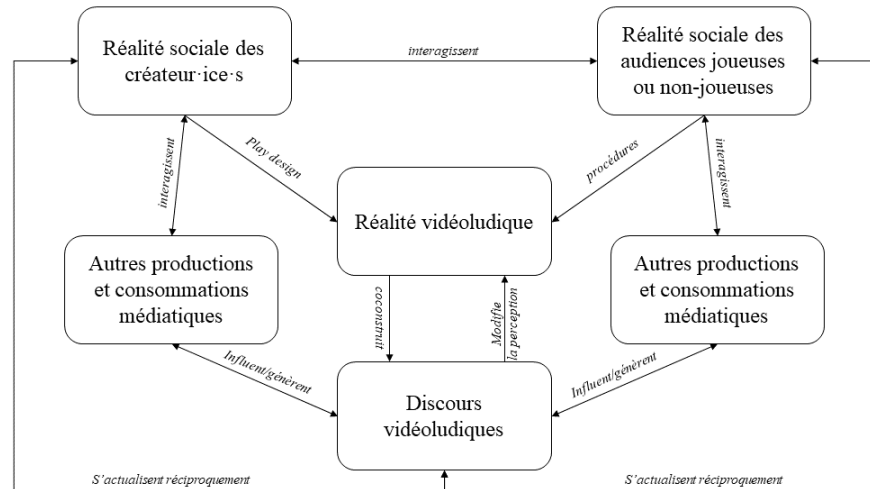 Réalité sociale des
créateur·ice·s
interagissent
Réalité sociale des
audiences joueuses
ou non-joueuses
interagissent
Play design
procédures
interagissent
Réalité vidéoludique
Autres productions
et consommations
médiatiques
Autres productions
et consommations
médiatiques
coconstruit
Modifie
la perception
Influent/génèrent
Influent/génèrent
Discours
vidéoludiques
S'actualisent réciproquement
S'actualisent réciproquement